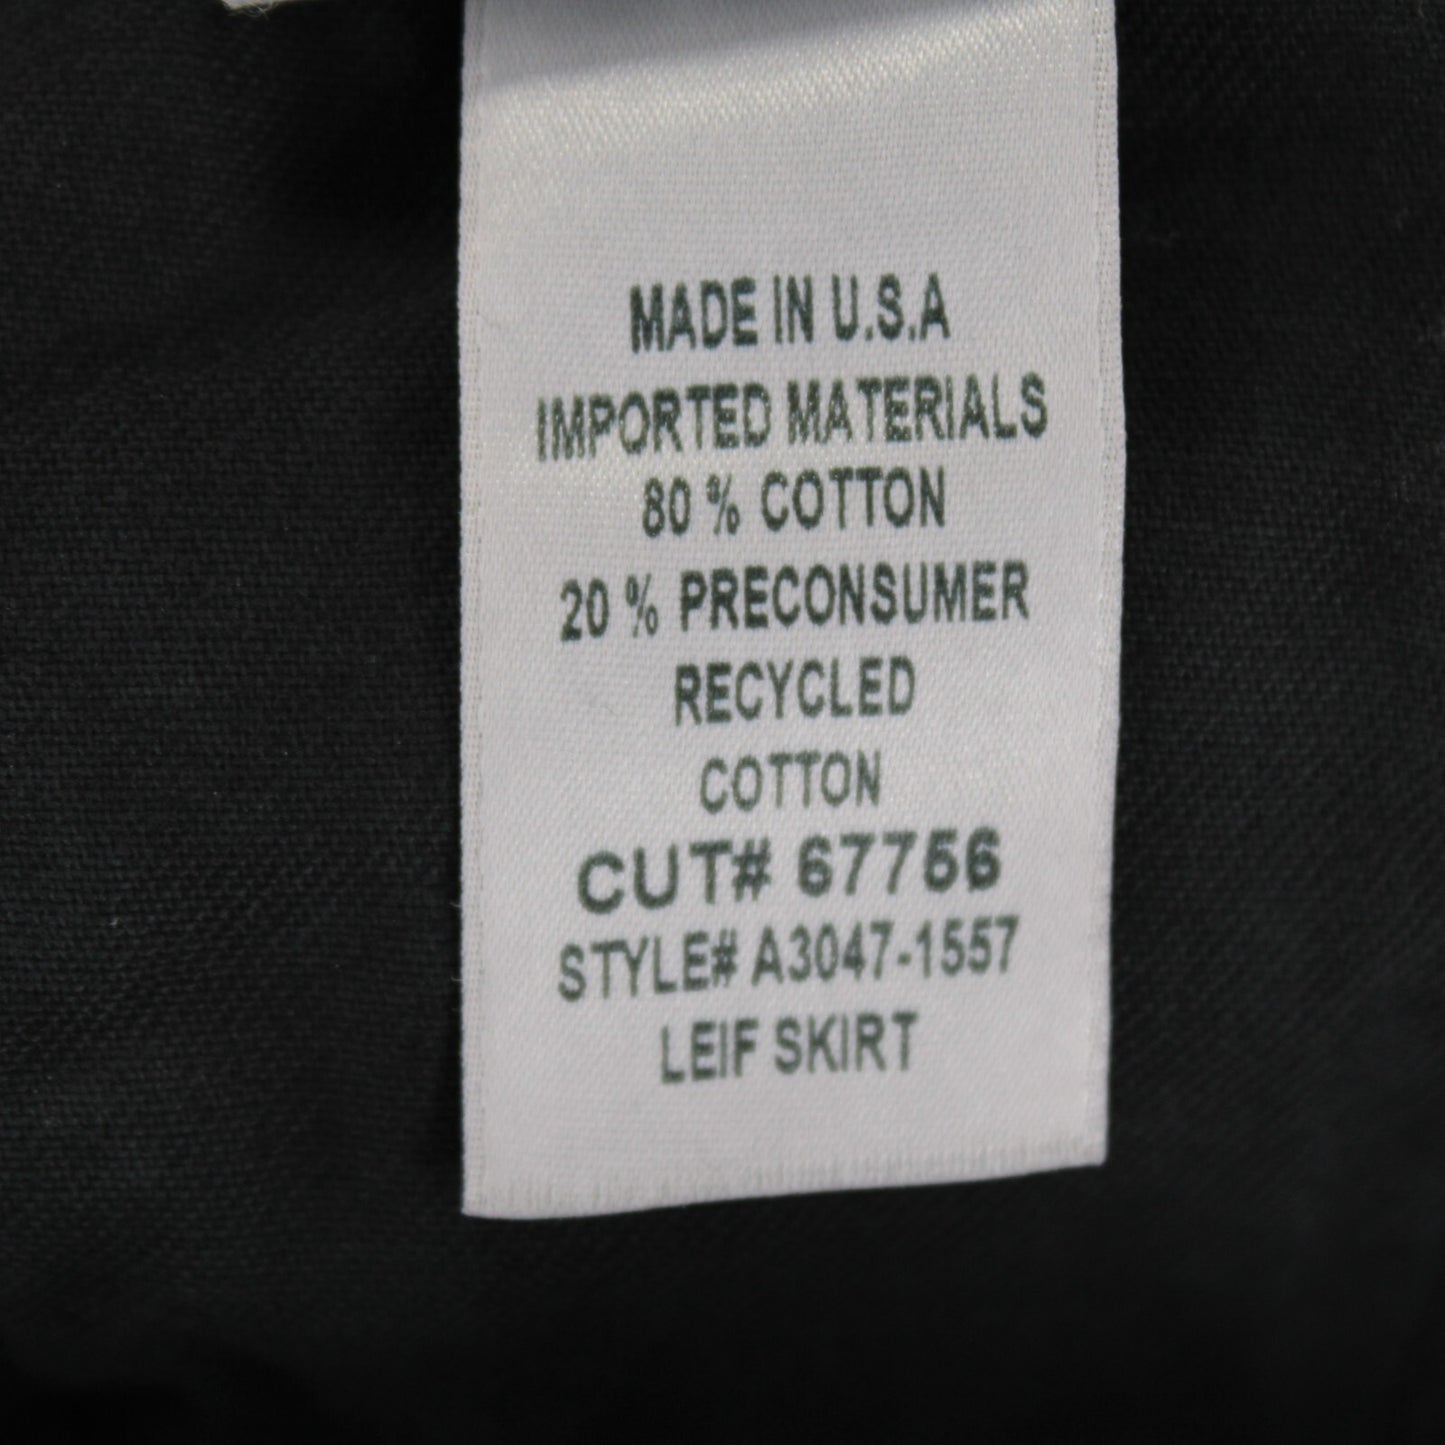 MADE IN U.S.A
IMPORTED MATERIALS
80 % COTTON
20 % PRECONSUMER
RECYCLED
COTTON
CUT# 67756
STYLE# A3047-1557
LEIF SKIRT